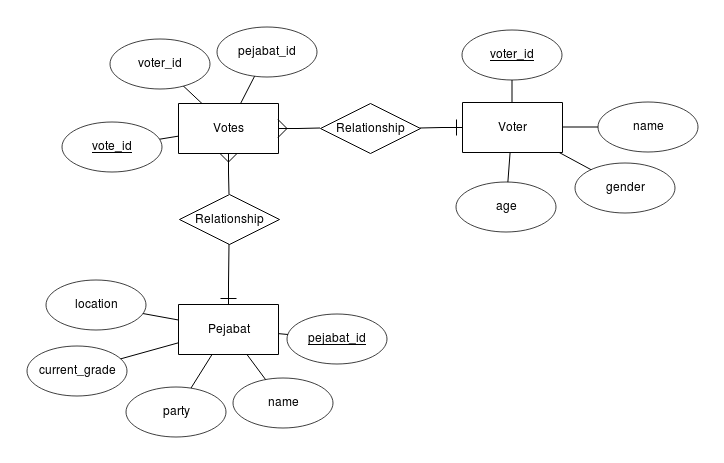 pejabat_id
voter_id
voter_id
Votes
Relationship
Voter
name
vote_id
gender
age
Relationship
location
Pejabat
pejabat_id
current_grade
name
party